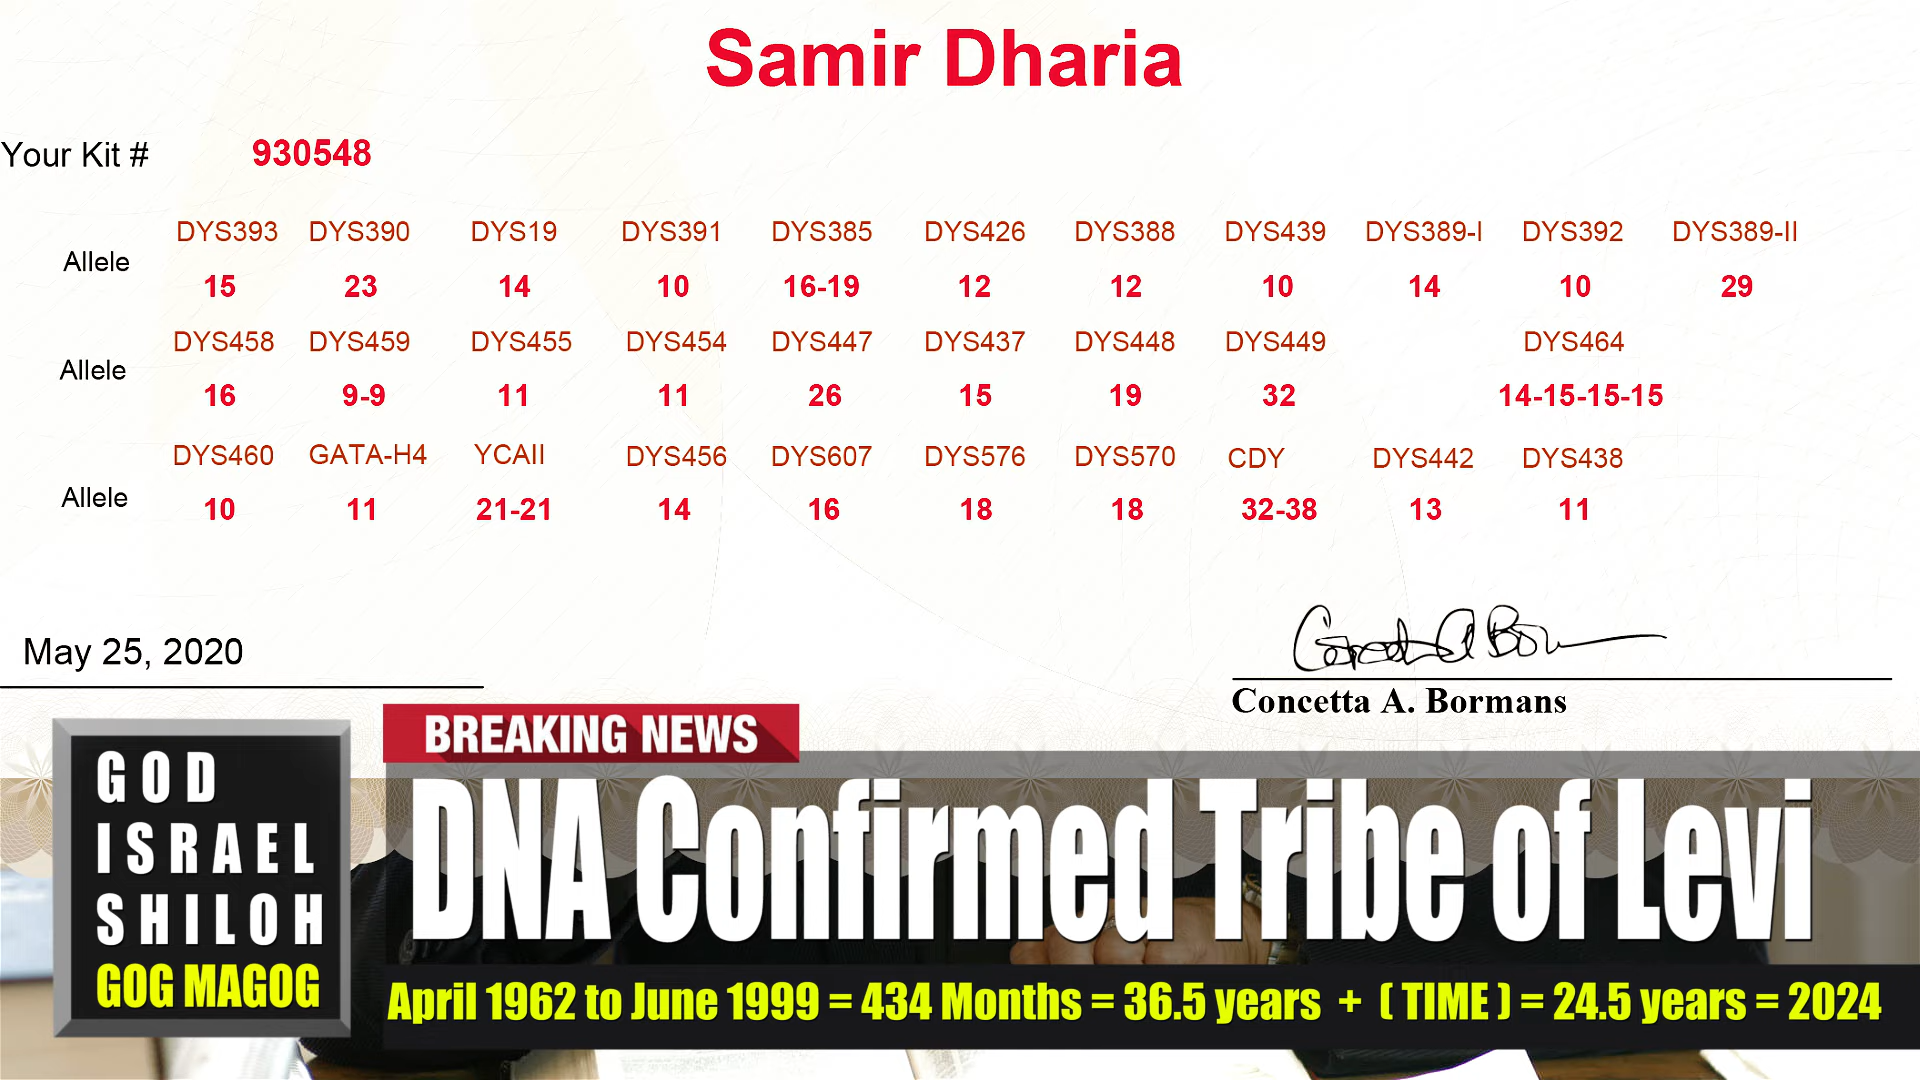 Samir Dharia
Your Kit # 930548
DYS393 DYS390 DYS19 DYS391 DYS385 DYS426 DYS388 DYS439 DYS389-I DYS392 DYS389-II
Allele
15 23 14 10 16-19 12 12 10 14 10 29
DYS458 DYS459 DYS455 DYS454 DYS447 DYS437 DYS448 DYS449 DYS464
Allele
16 9-9 11 11 26 15 19 32 14-15-15-15
DYS460 GATA-H4 YCAII DYS456 DYS607 DYS576 DYS570 CDY DYS442 DYS438
Allele
10 11 21-21 14 16 18 18 32-38 13 11
May 25, 2020
Concetta A. Bormans
GOD
ISRAEL
SHILOH
GOG MAGOG
BREAKING NEWS
DNA Confirmed Tribe of Levi
April 1962 to June 1999 = 434 Months = 36.5 years + ( TIME ) = 24.5 years = 2024